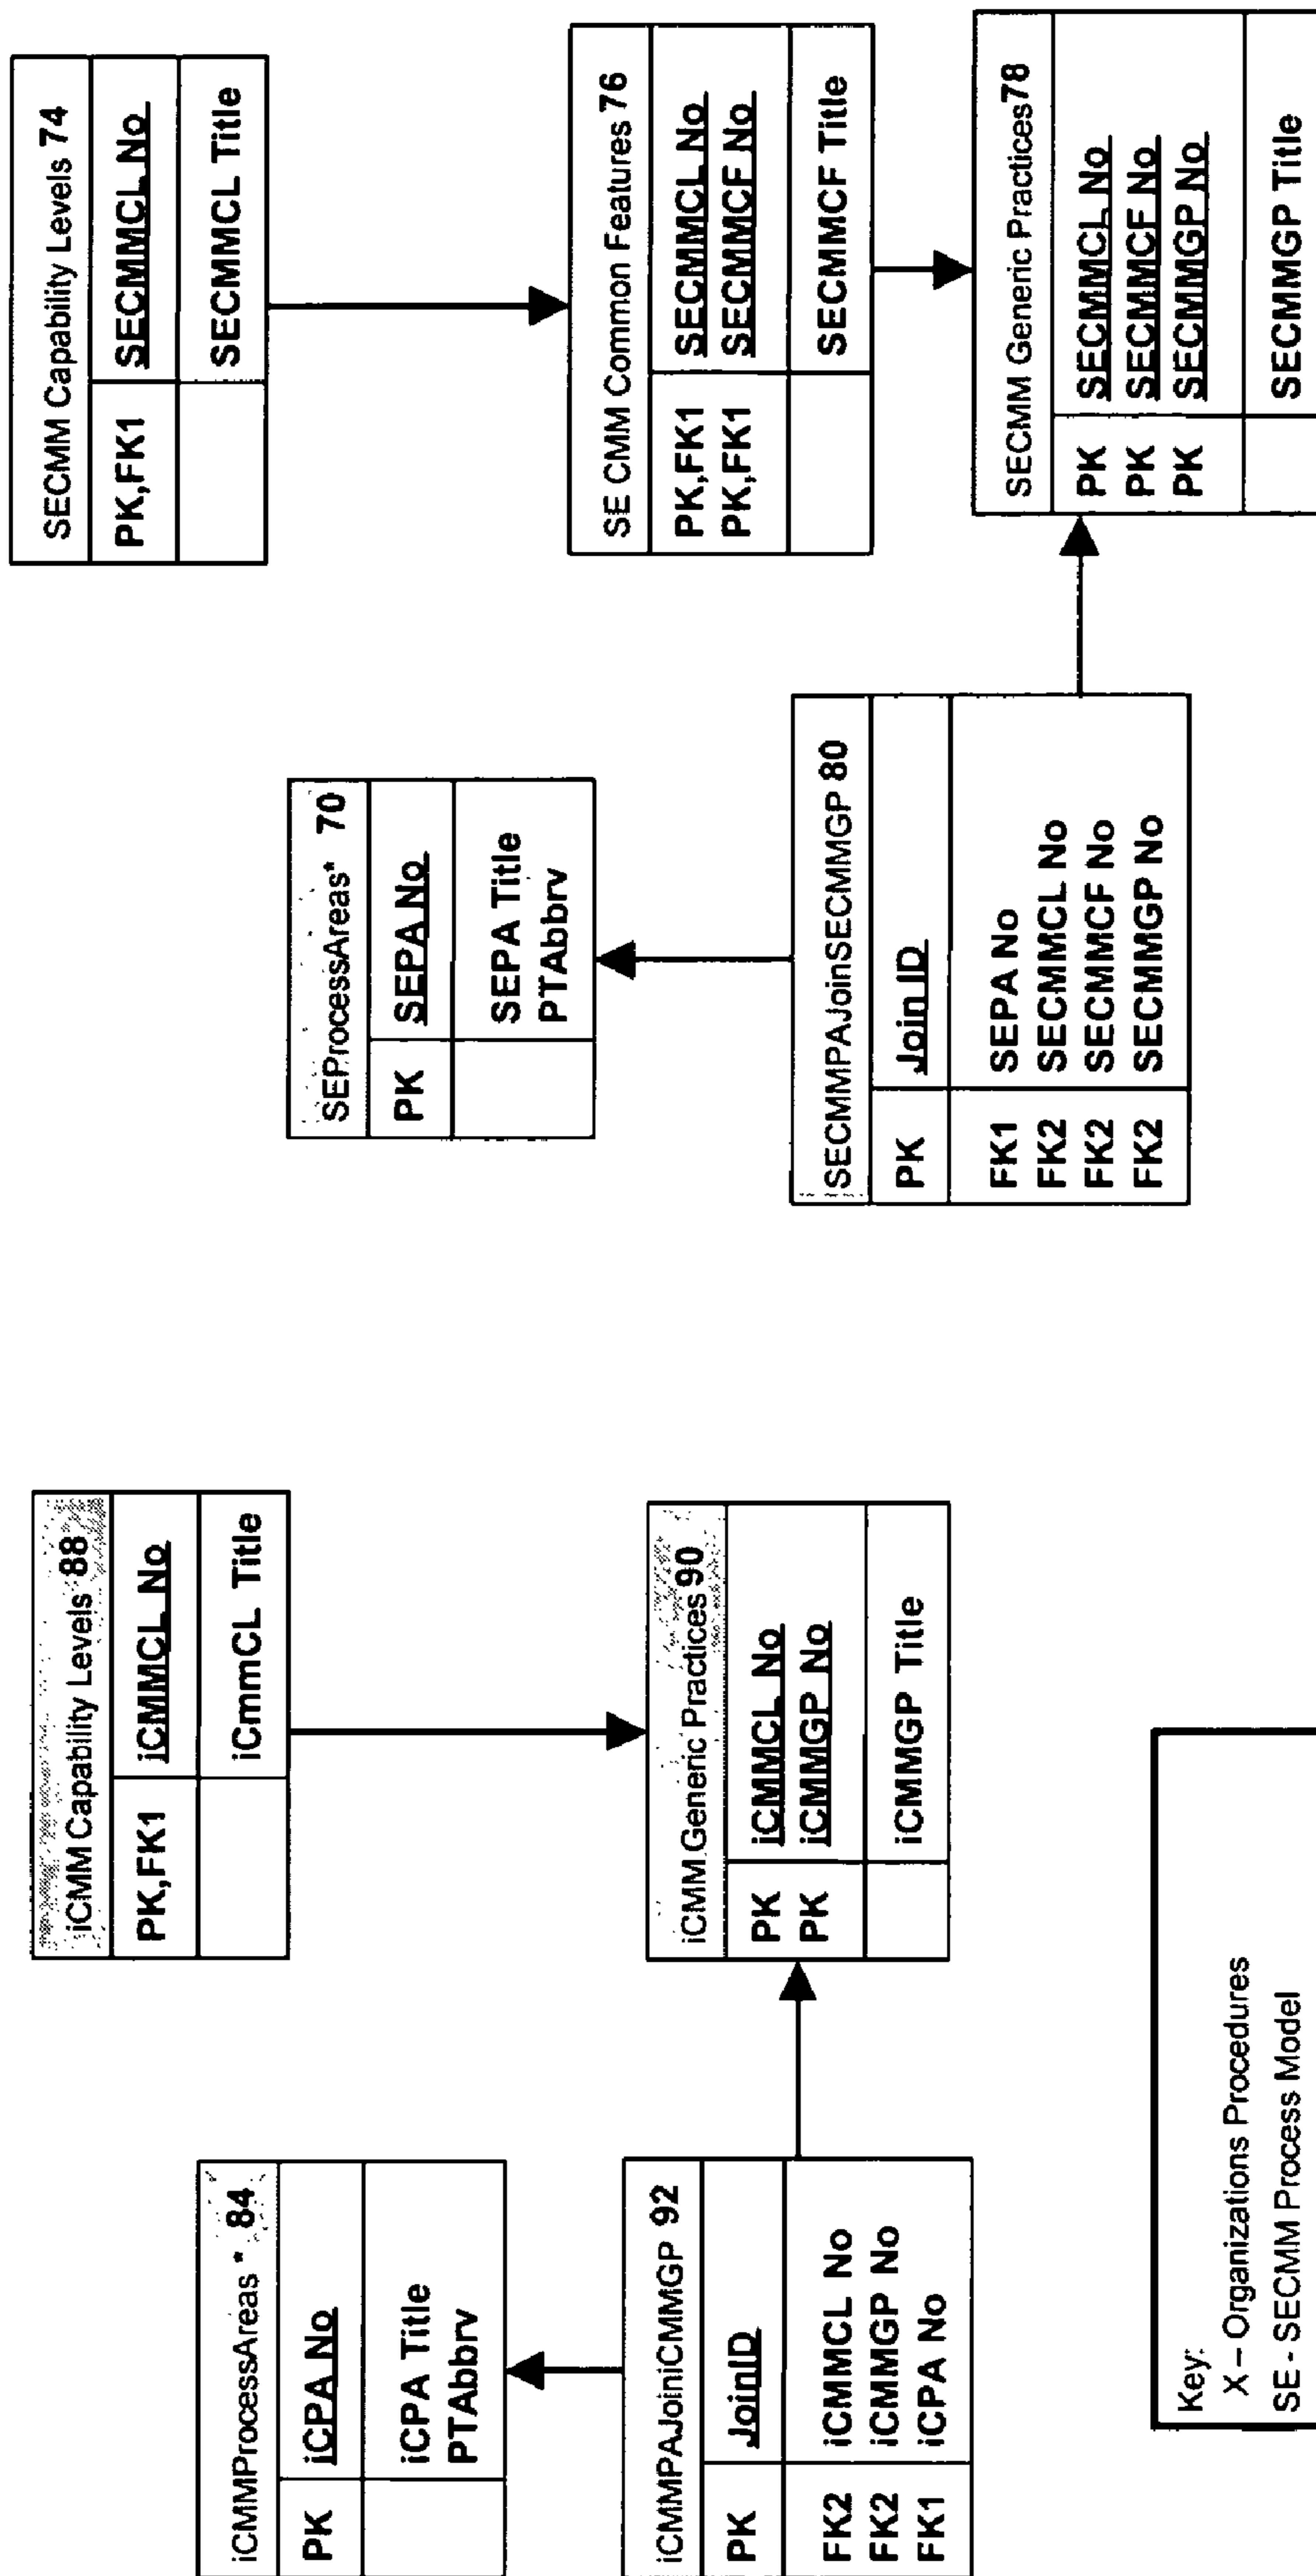 iCMMProcessAreas * 84
PK iCPA No
iCPA Title
PTAbbrv
iCMMPAJoiniCMMGP 92
PK JoinID
FK2 iCMMCL No
FK2 iCMMGP No
FK1 iCPA No
iCMM Capability Levels 88
PK,FK1 iCMMCL No
iCmmCL Title
iCMM Generic Practices 90
PK iCMMCL No
PK iCMMGP No
iCMMGP Title
SEProcessAreas* 70
PK SEPA No
SEPA Title
PTAbbrv
SECMMPAJoinSECMMGP 80
PK Join ID
FK1 SEPA No
FK2 SECMMCL No
FK2 SECMMCF No
FK2 SECMMGP No
SECMM Capability Levels 74
PK,FK1 SECMMCL No
SECMMCL Title
SE CMM Common Features 76
PK,FK1 SECMMCL No
PK,FK1 SECMMCF No
SECMMCF Title
SECMM Generic Practices78
PK SECMMCL No
PK SECMMCF No
PK SECMMGP No
SECMMGP Title
Key:
X – Organizations Procedures
SE - SECMM Process Model